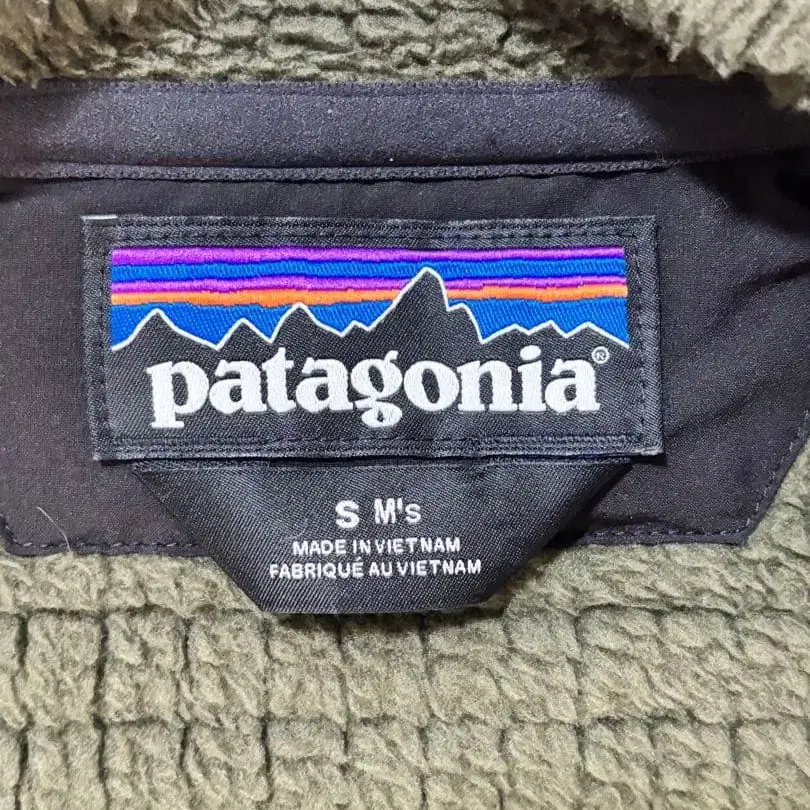 patagonia®
S M's
MADE IN VIETNAM
FABRIQUÉ AU VIETNAM